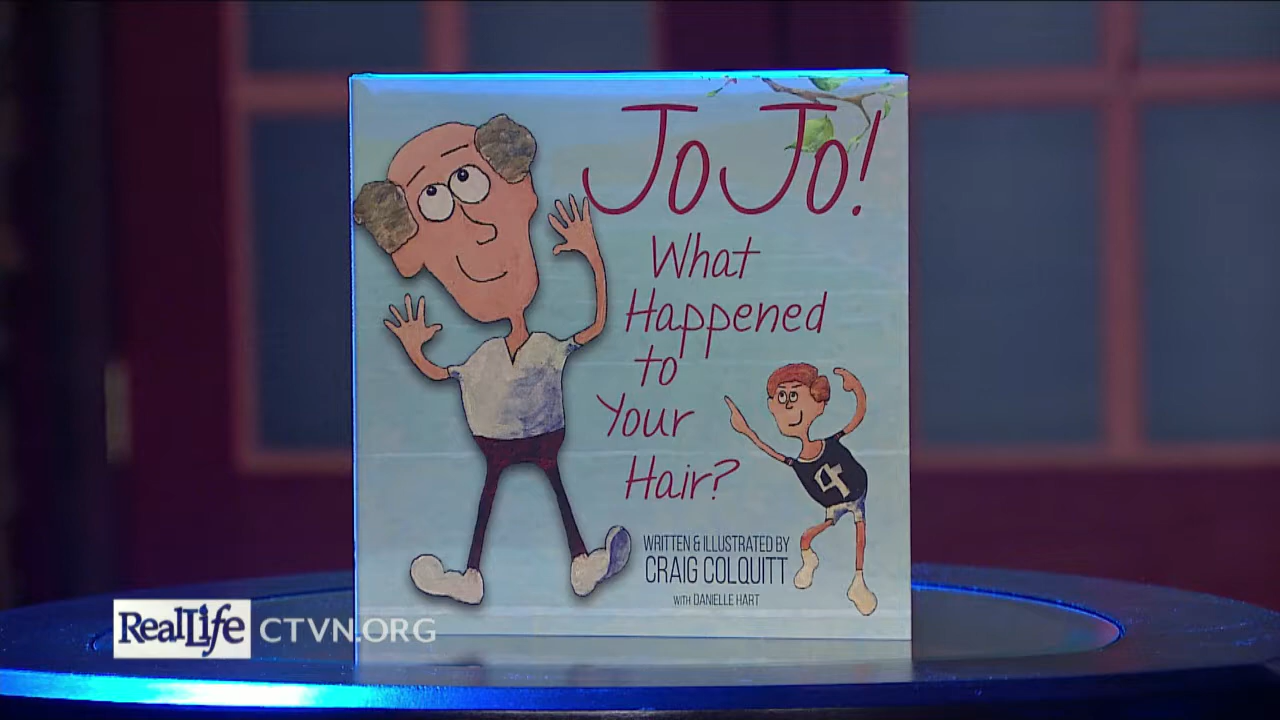 JoJo!
What
Happened
to
Your
Hair?
4
WRITTEN & ILLUSTRATED BY
CRAIG COLQUITT
WITH DANIELLE HART
RealLife CTVN.ORG